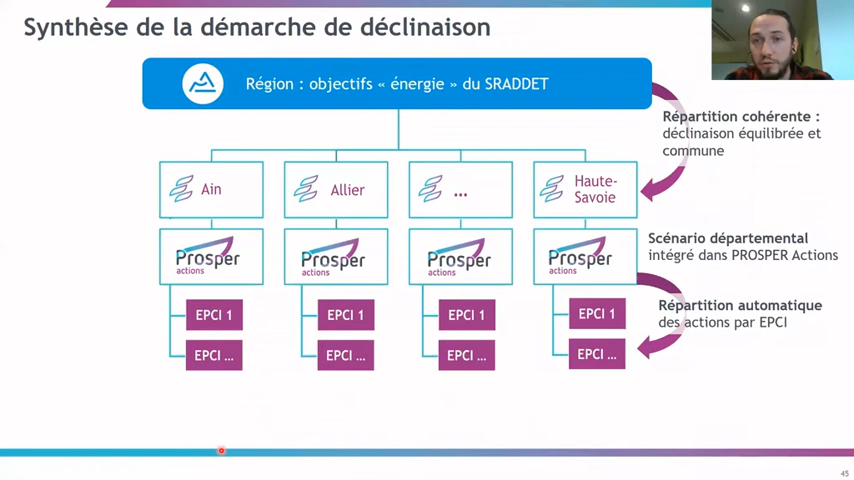 Synthèse de la démarche de déclinaison
Région : objectifs « énergie » du SRADDET
Répartition cohérente :
déclinaison équilibrée et
commune
Ain
Allier
...
Haute-
Savoie
Prosper
actions
Prosper
actions
Prosper
actions
Prosper
actions
Scénario départemental
intégré dans PROSPER Actions
EPCI 1
EPCI 1
EPCI 1
EPCI 1
Répartition automatique
des actions par EPCI
EPCI ...
EPCI ...
EPCI ...
EPCI ...
45